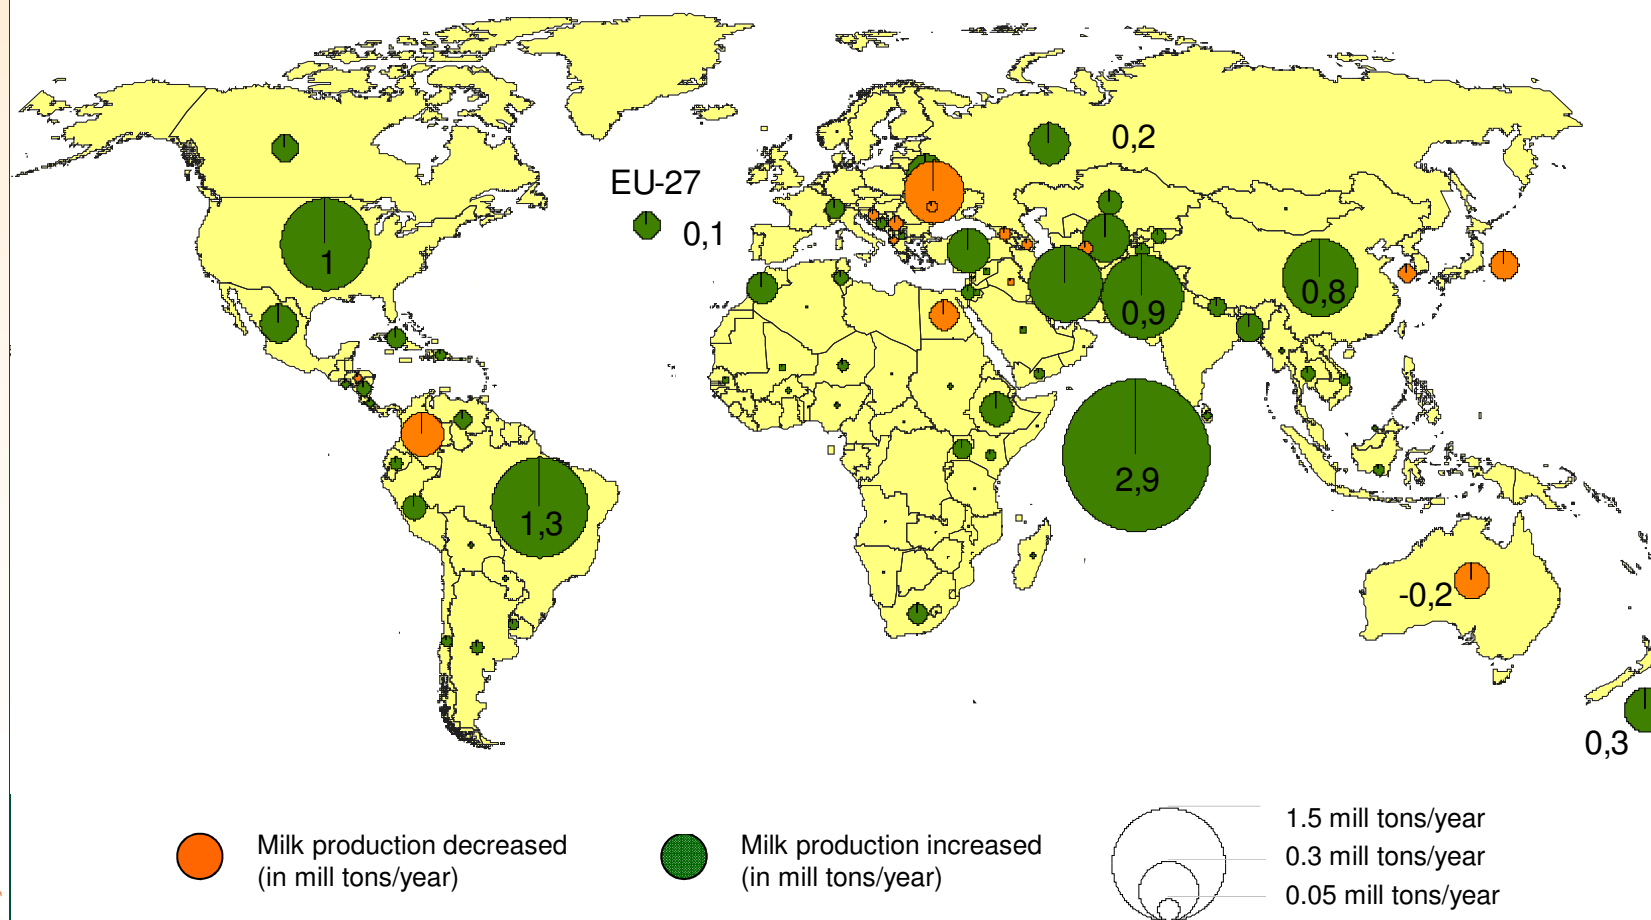 0,2
EU-27
0,1
1
0,9
0,8
2,9
1,3
-0,2
0,3
Milk production decreased
(in mill tons/year)
Milk production increased
(in mill tons/year)
1.5 mill tons/year
0.3 mill tons/year
0.05 mill tons/year